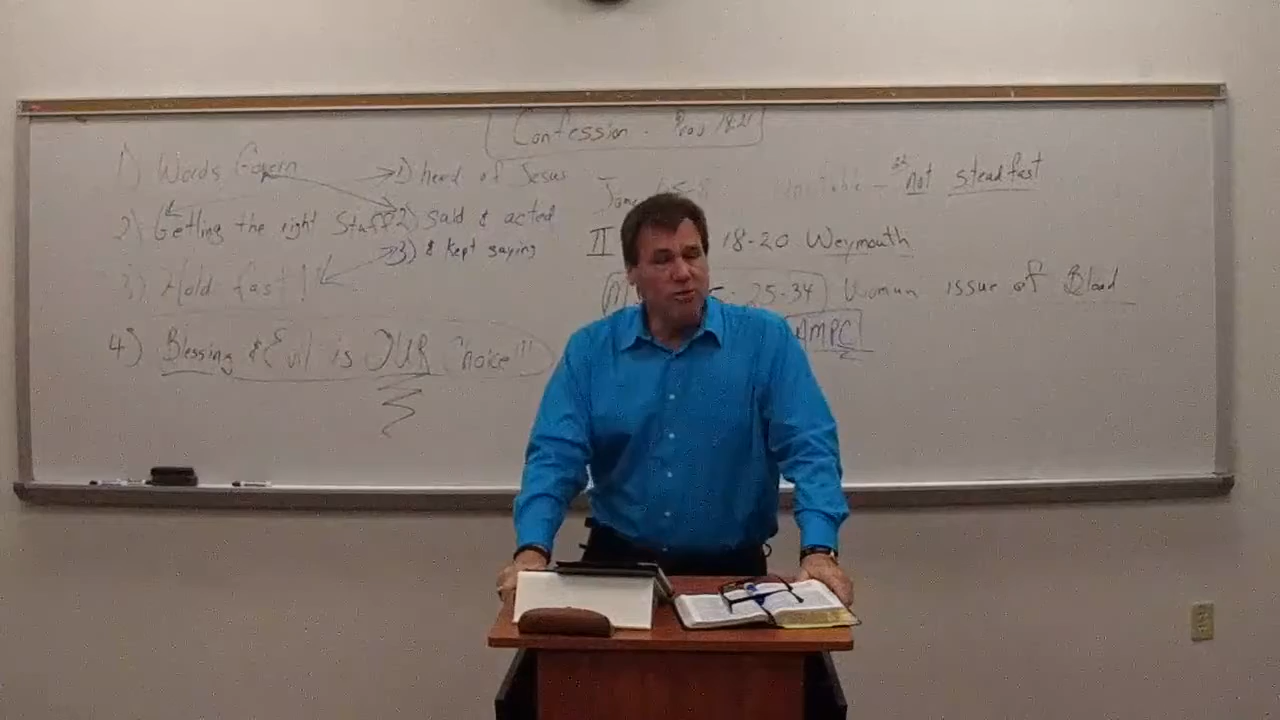 Confession - Prov 18:21
1) Words Govern
2) Getting the right Stuff
3) Hold fast!
4) Blessing & Evil is OUR Choice!!!
1) heard of Jesus
2) said & acted
3) & kept saying
Unstable - not steadfast
II 18-20 Weymouth
25-34 Woman issue of Blood
AMPC